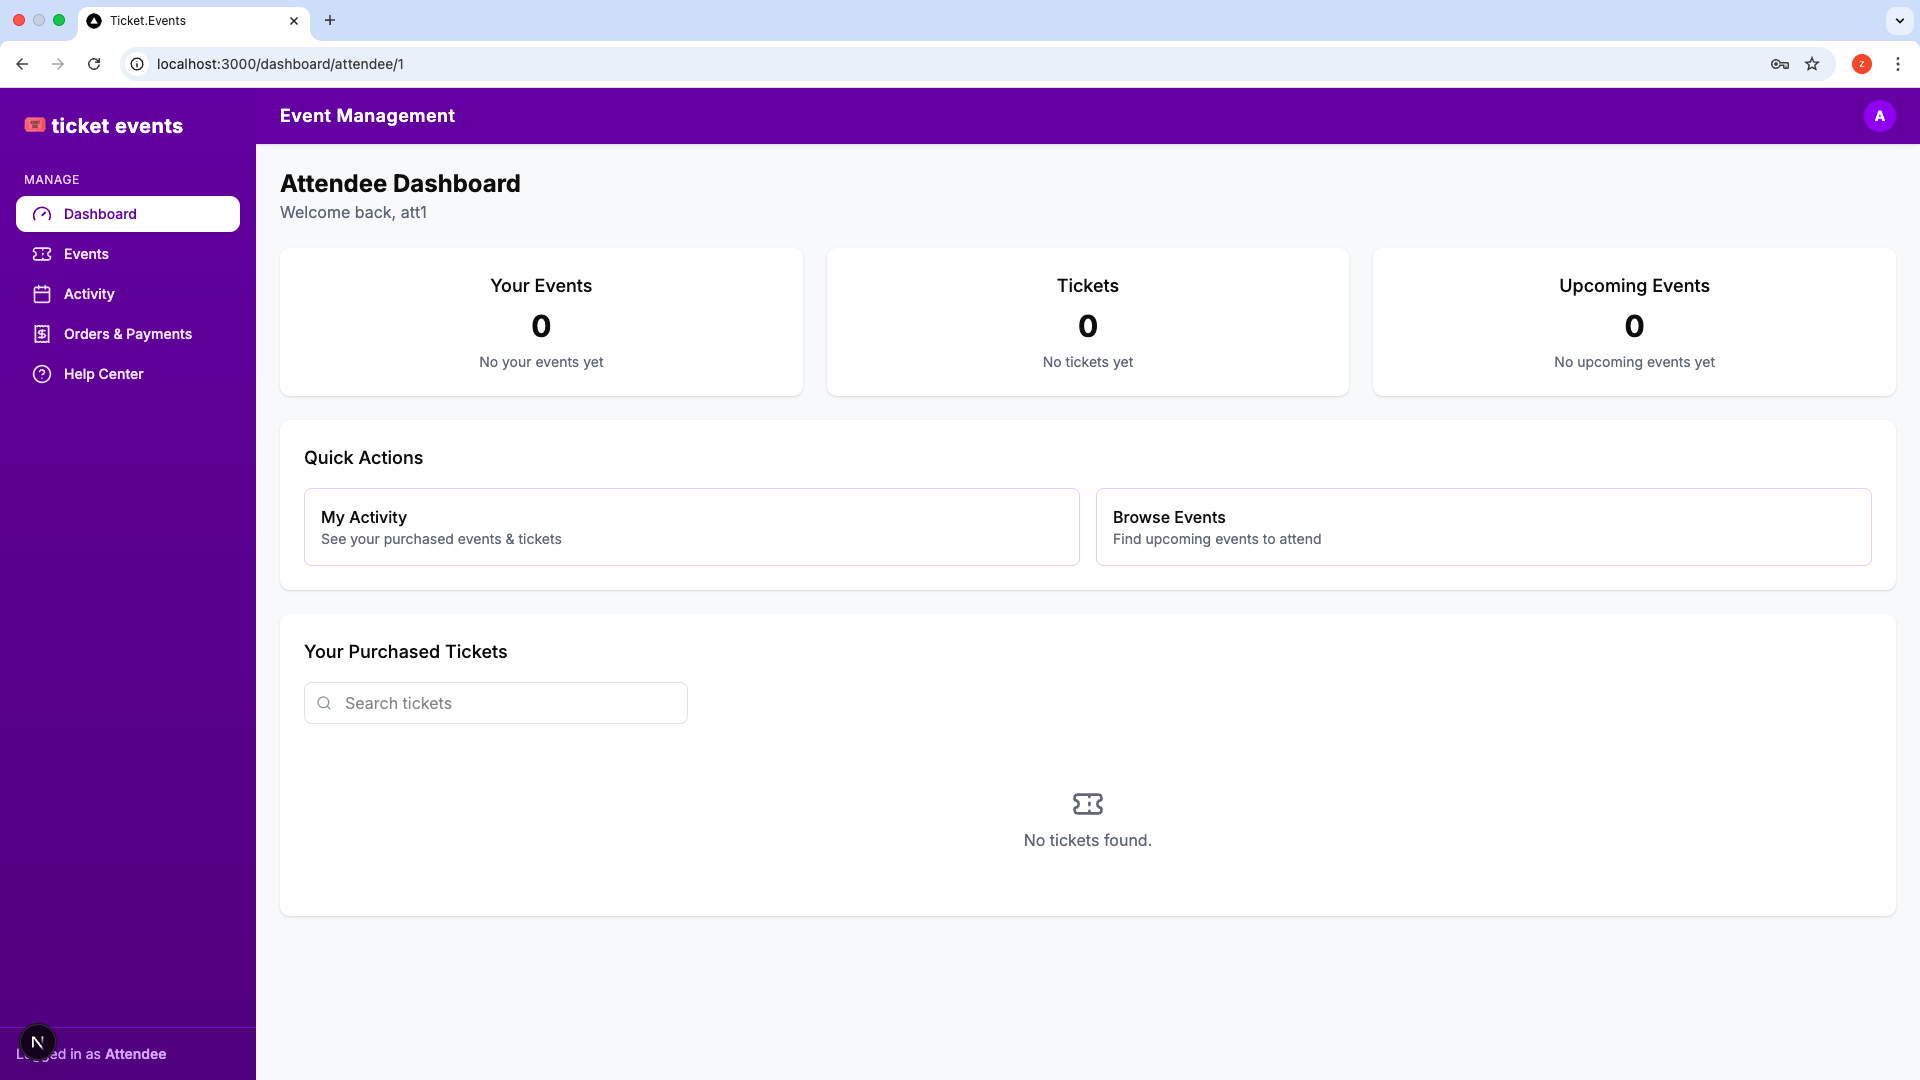 Ticket.Events
localhost:3000/dashboard/attendee/1
z
ticket events
Event Management
A
MANAGE
Dashboard
Events
Activity
Orders & Payments
Help Center
Attendee Dashboard
Welcome back, att1
Your Events
0
No your events yet
Tickets
0
No tickets yet
Upcoming Events
0
No upcoming events yet
Quick Actions
My Activity
See your purchased events & tickets
Browse Events
Find upcoming events to attend
Your Purchased Tickets
Search tickets
No tickets found.
N
in as Attendee